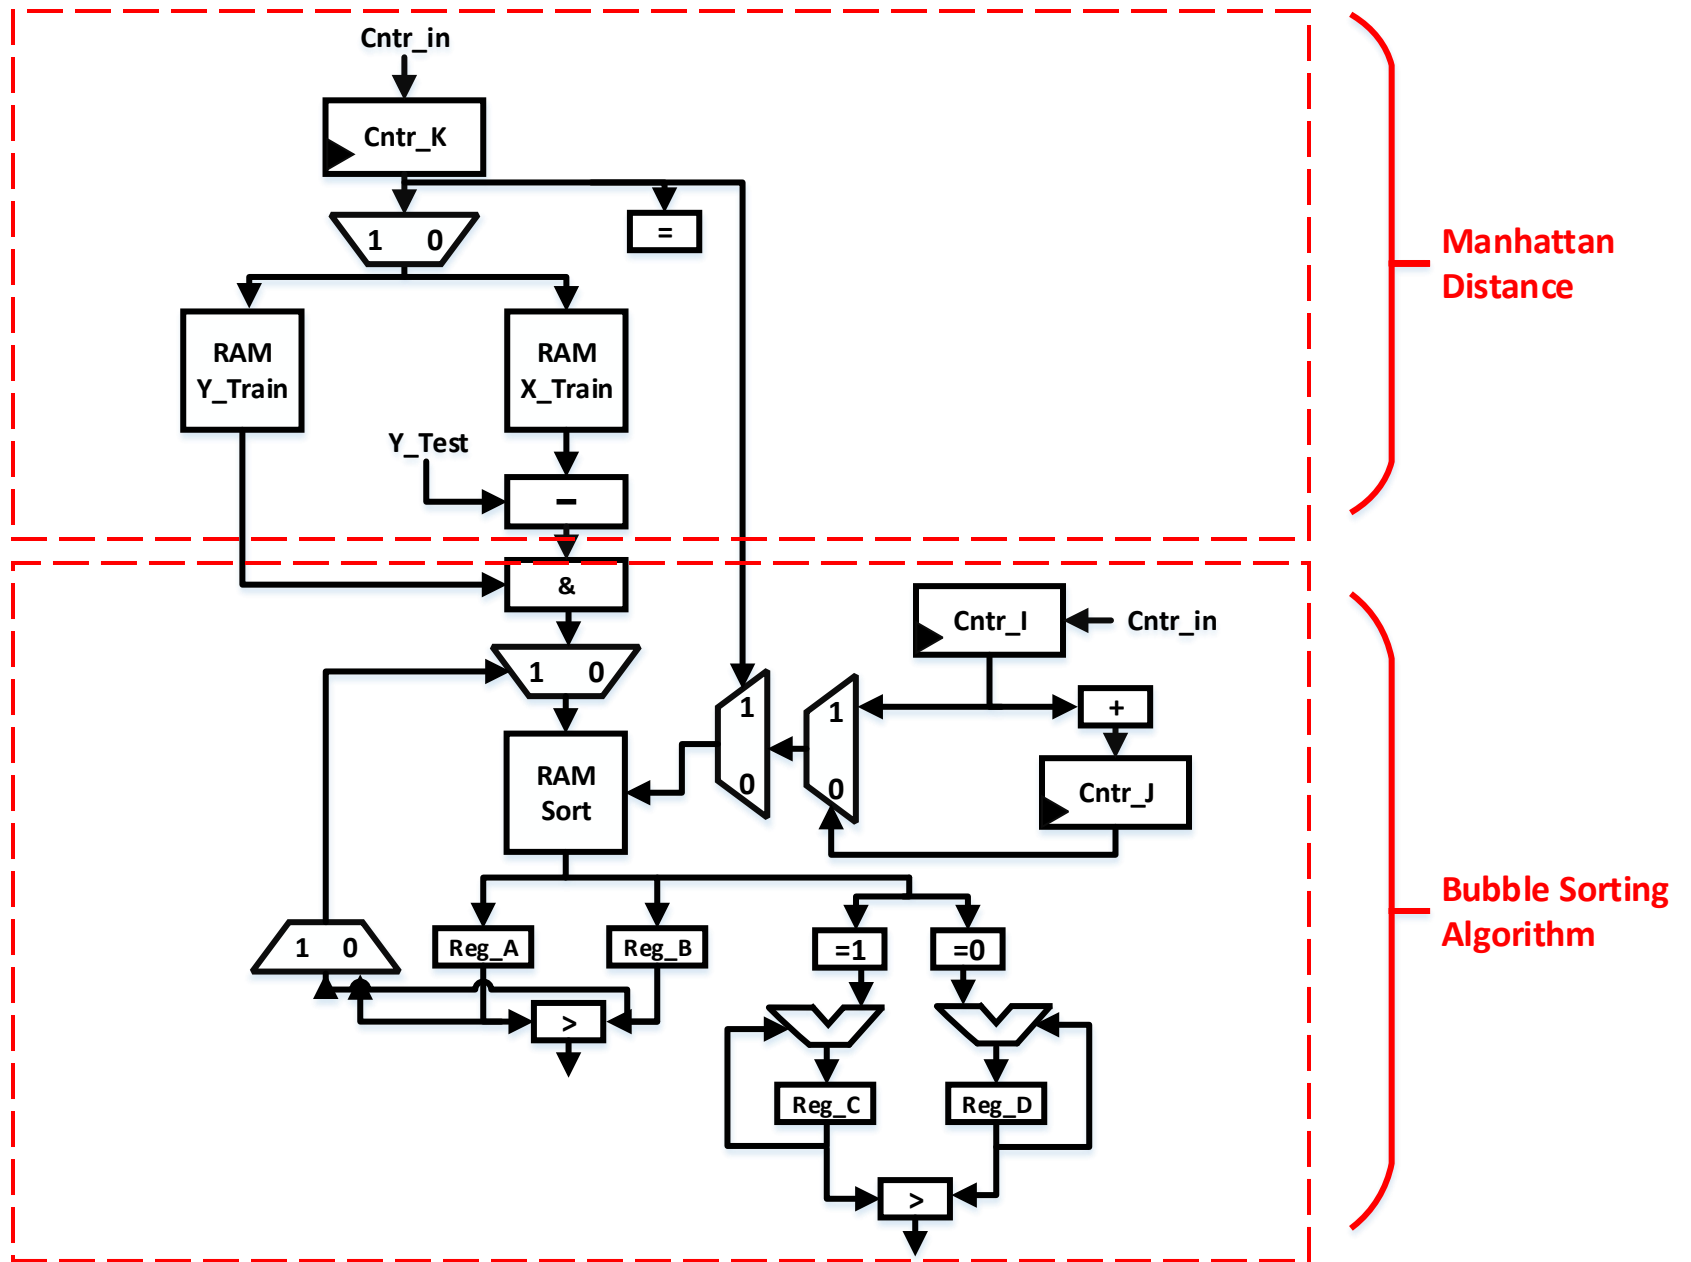 Cntr_in
Cntr_K
1 0
=
Manhattan
Distance
RAM
Y_Train
RAM
X_Train
Y_Test
−
&
Cntr_I
Cntr_in
1 0
1
0
1
0
+
RAM
Sort
Cntr_J
Bubble Sorting
Algorithm
1 0
Reg_A
Reg_B
=1
=0
>
Reg_C
Reg_D
>